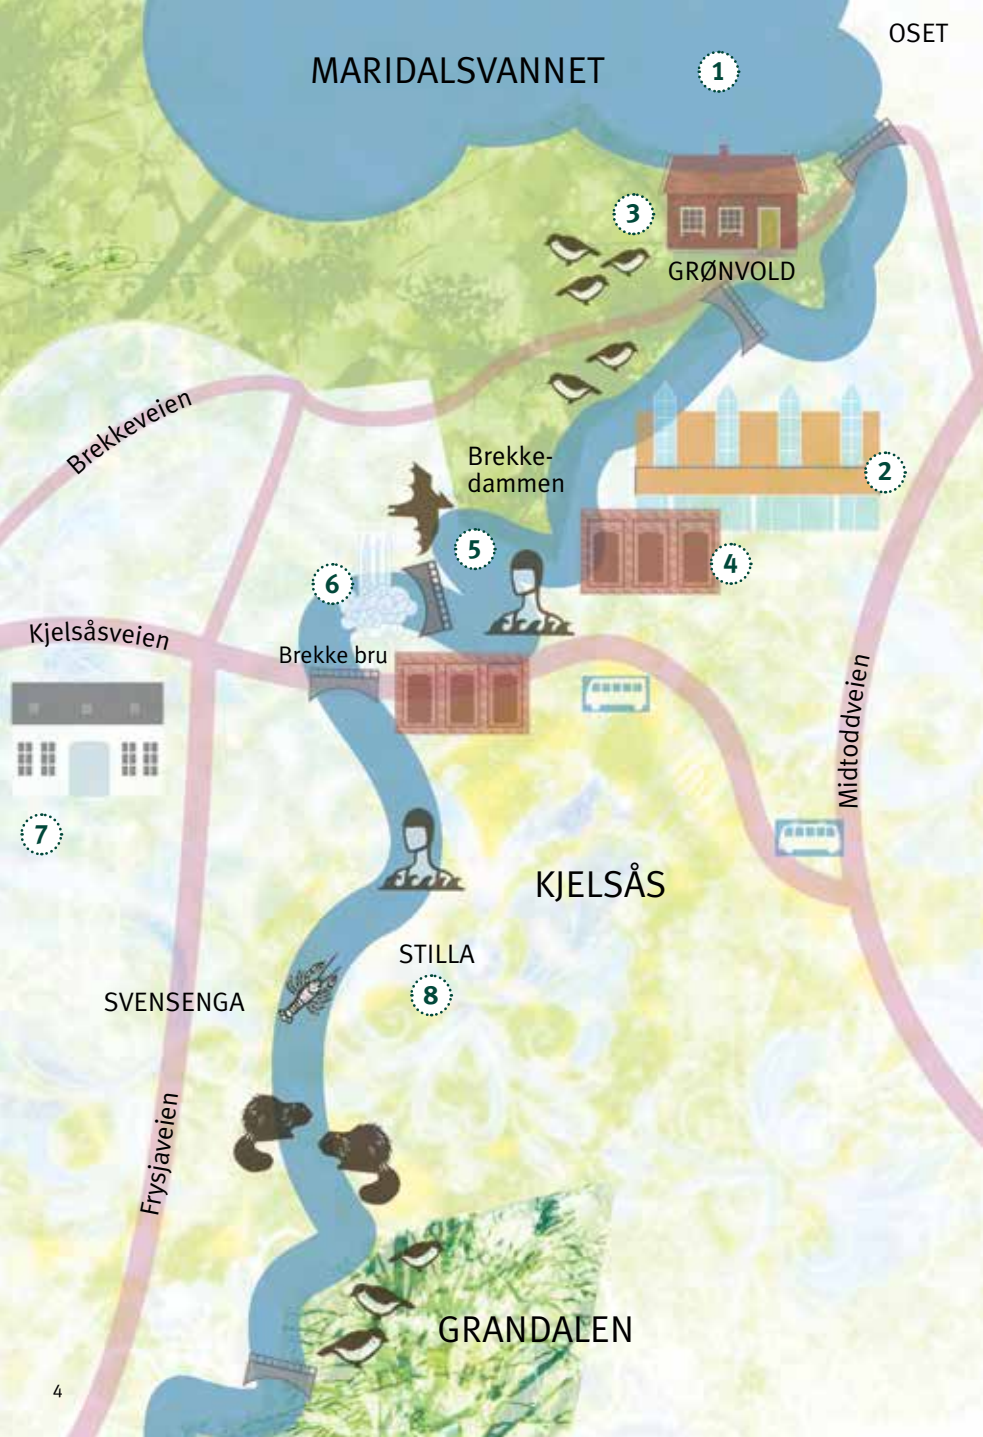 OSET
MARIDALSVANNET
1
3
GRØNVOLD
Brekkeveien
Brekke-
dammen
2
5
4
6
Kjelsåsveien
Brekke bru
Midtoddveien
7
KJELSÅS
STILLA
8
SVENSENGA
Frysjaveien
GRANDALEN
4